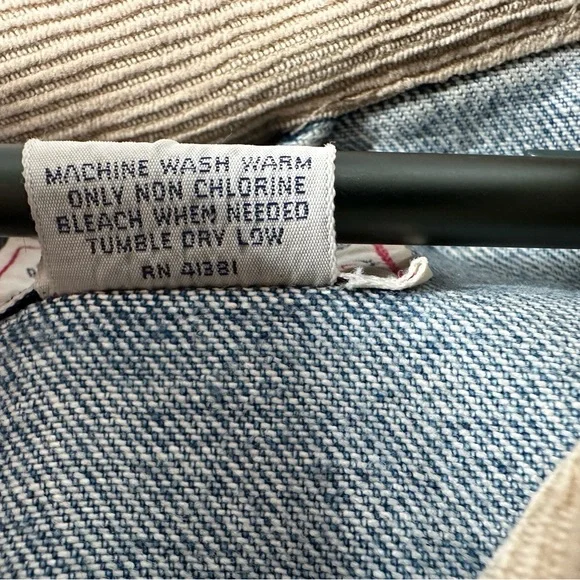 MACHINE WASH WARM
ONLY NON CHLORINE
BLEACH WHEN NEEDED
TUMBLE DRY LOW
RN 41381